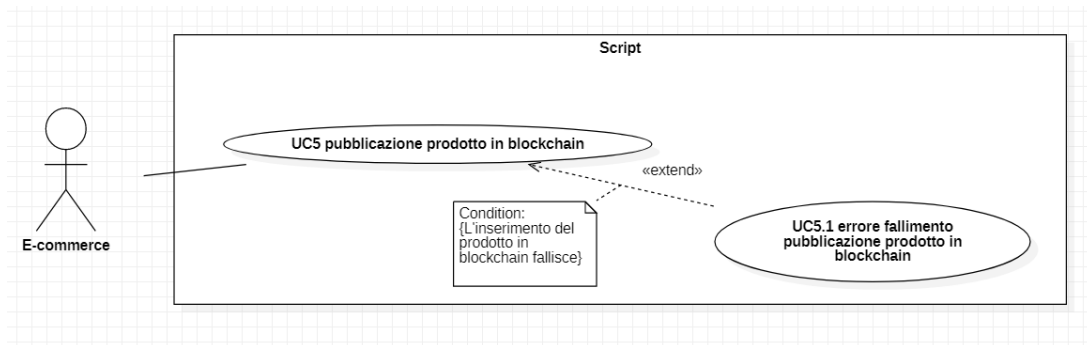 Script
UC5 pubblicazione prodotto in blockchain
«extend»
Condition:
{L'inserimento del
prodotto in
blockchain fallisce}
UC5.1 errore fallimento
pubblicazione prodotto in
blockchain
E-commerce